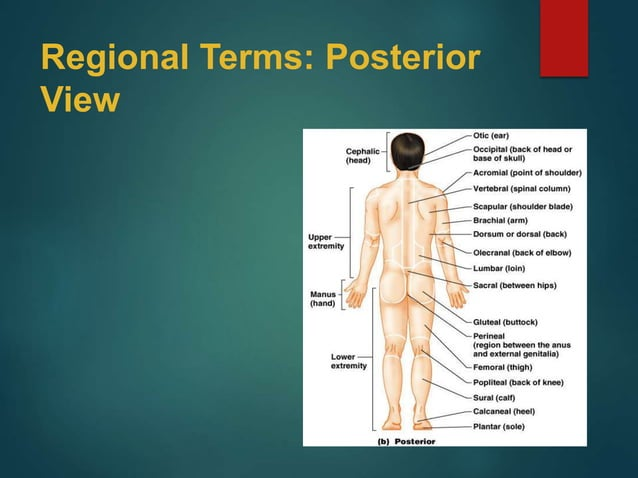 Regional Terms: Posterior
View
Cephalic
(head)
Upper
extremity
Manus
(hand)
Lower
extremity
Otic (ear)
Occipital (back of head or
base of skull)
Acromial (point of shoulder)
Vertebral (spinal column)
Scapular (shoulder blade)
Brachial (arm)
Dorsum or dorsal (back)
Olecranal (back of elbow)
Lumbar (loin)
Sacral (between hips)
Gluteal (buttock)
Perineal
(region between the anus
and external genitalia)
Femoral (thigh)
Popliteal (back of knee)
Sural (calf)
Calcaneal (heel)
Plantar (sole)
(b) Posterior